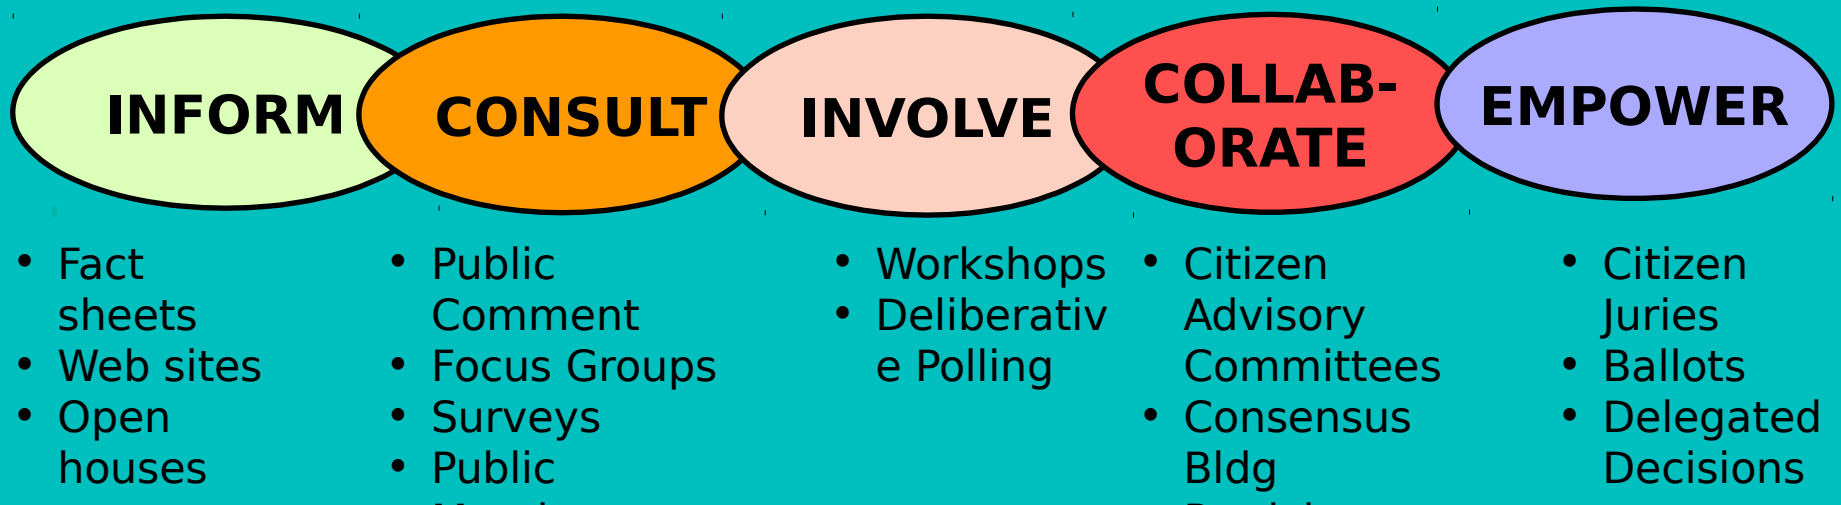 INFORM
CONSULT
INVOLVE
COLLAB-
ORATE
EMPOWER
• Fact
sheets
• Web sites
• Open
houses
• Public
Comment
• Focus Groups
• Surveys
• Public
• Workshops
• Deliberativ
e Polling
• Citizen
Advisory
Committees
• Consensus
Bldg
• Citizen
Juries
• Ballots
• Delegated
Decisions